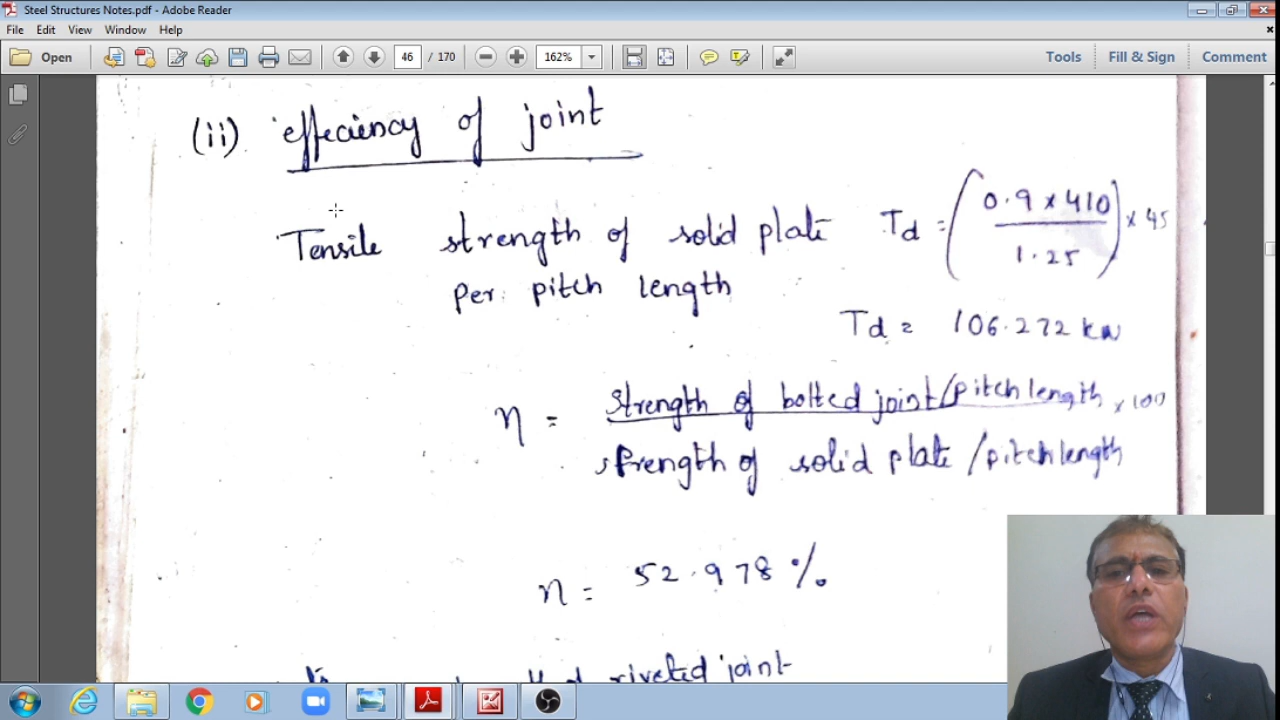 Steel Structures Notes.pdf - Adobe Reader
File Edit View Window Help
Open 46 / 170 162% Tools Fill & Sign Comment
(ii) effeciency of joint
Tensile strength of solid plate Td = (0.9 × 410 / 1.25) × 45
per pitch length
Td = 106.272 kN
η = strength of bolted joint/pitch length × 100
strength of solid plate /pitch length
η = 52.978 %
riveted joint